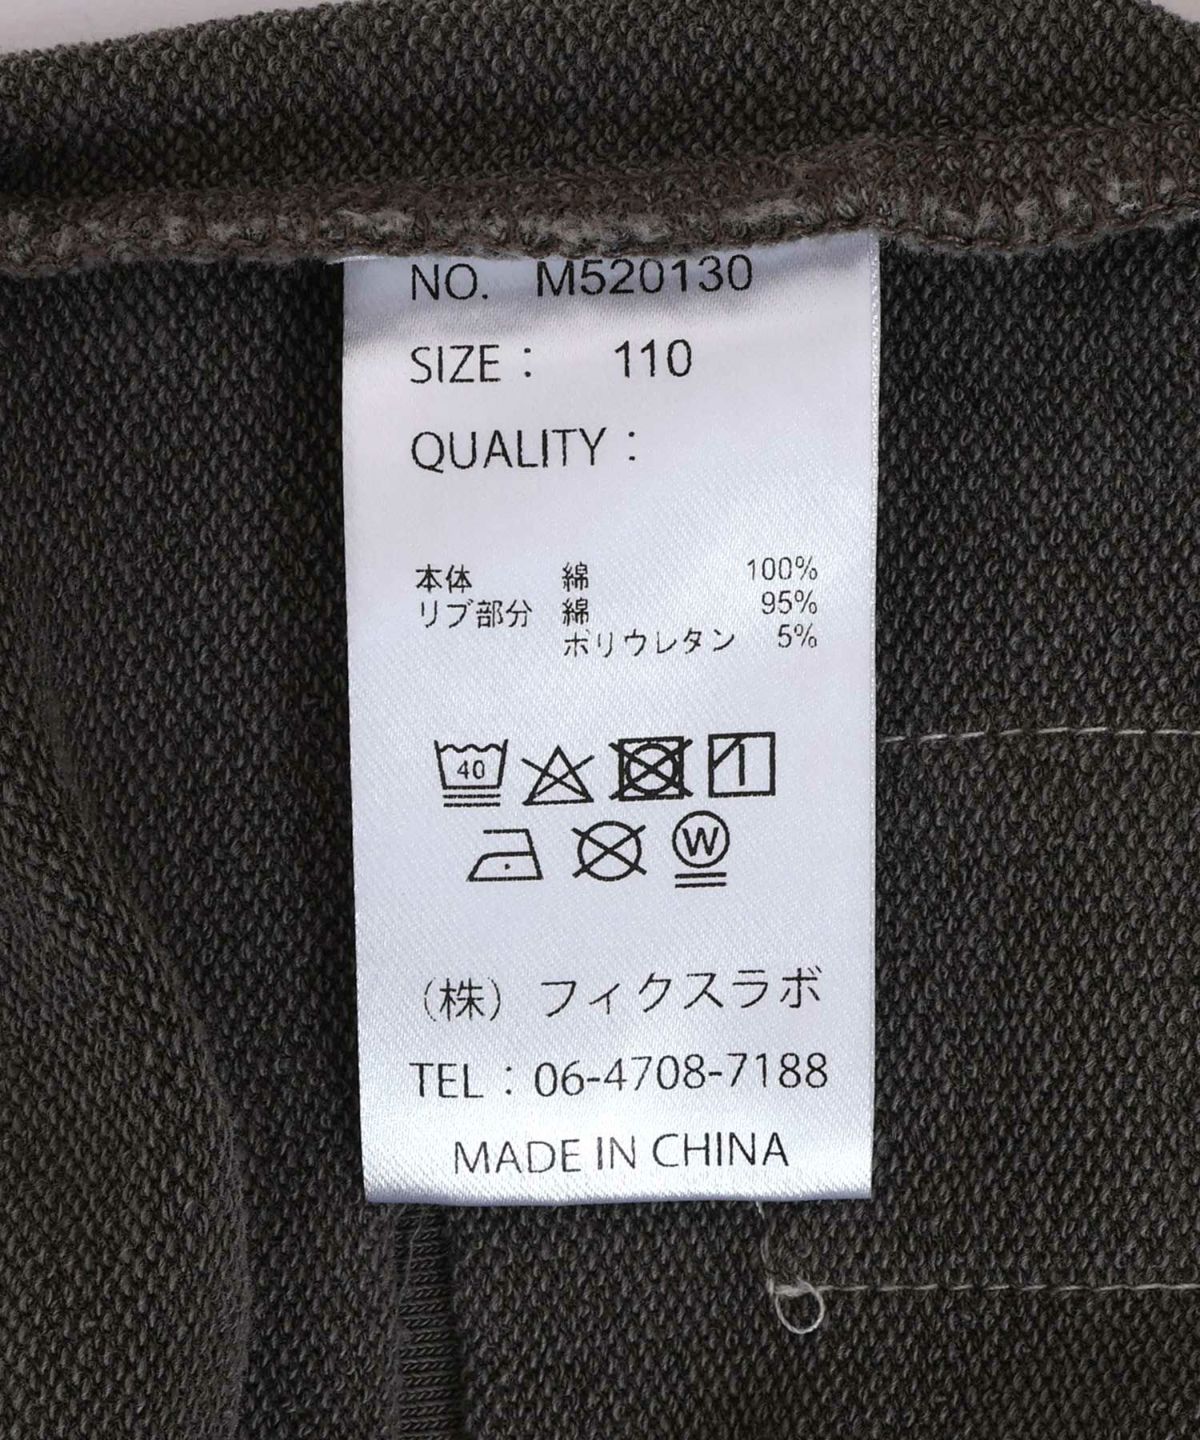 NO. M520130
SIZE： 110
QUALITY：
本体 綿 100%
リブ部分 綿 95%
ポリウレタン 5%
40
W
（株）フィクスラボ
TEL：06-4708-7188
MADE IN CHINA